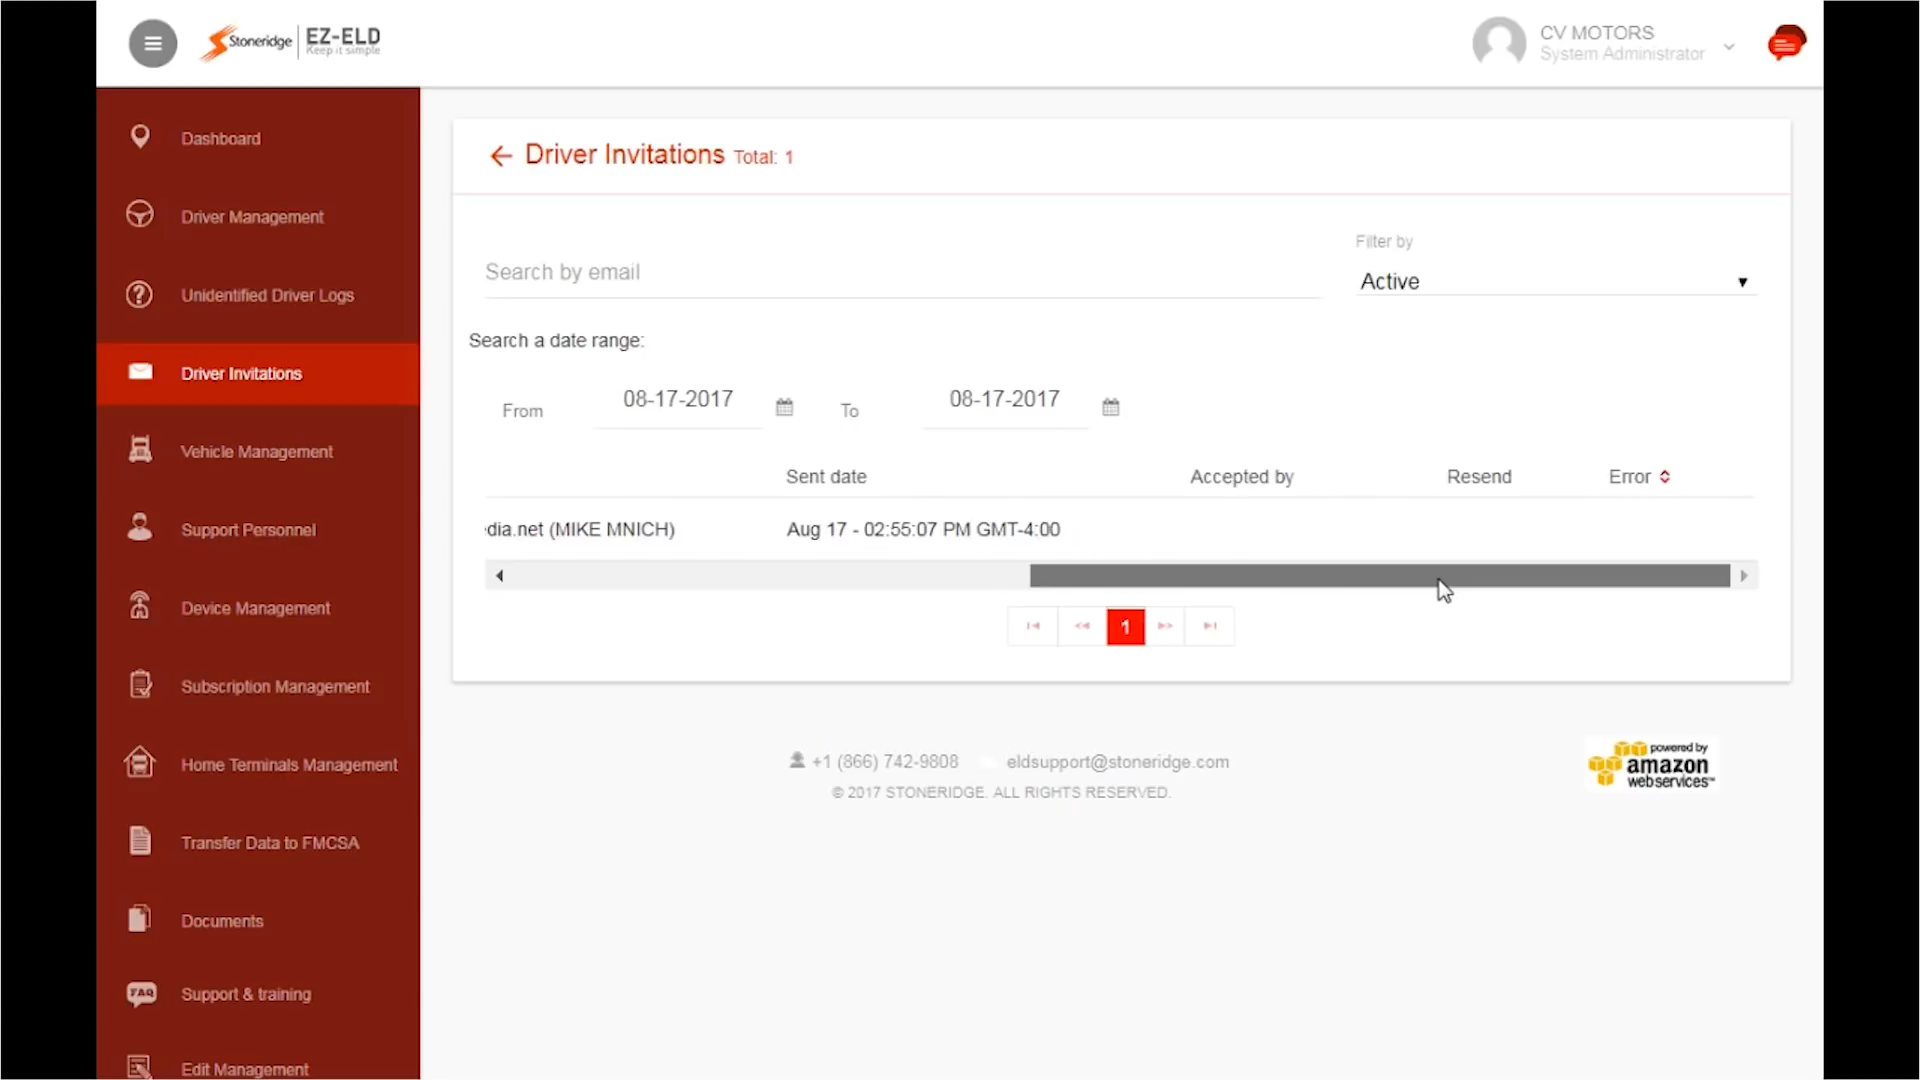 Stoneridge EZ-ELD
Keep it simple
CV MOTORS
System Administrator
Dashboard
Driver Management
Unidentified Driver Logs
Driver Invitations
Vehicle Management
Support Personnel
Device Management
Subscription Management
Home Terminals Management
Transfer Data to FMCSA
Documents
FAQ Support & training
Edit Management
Driver Invitations Total: 1
Filter by
Search by email
Active
Search a date range:
From 08-17-2017 To 08-17-2017
Sent date Accepted by Resend Error
dia.net (MIKE MNICH) Aug 17 - 02:55:07 PM GMT-4:00
1
+1 (866) 742-9808 eldsupport@stoneridge.com
© 2017 STONERIDGE. ALL RIGHTS RESERVED.
powered by
amazon
webservices™